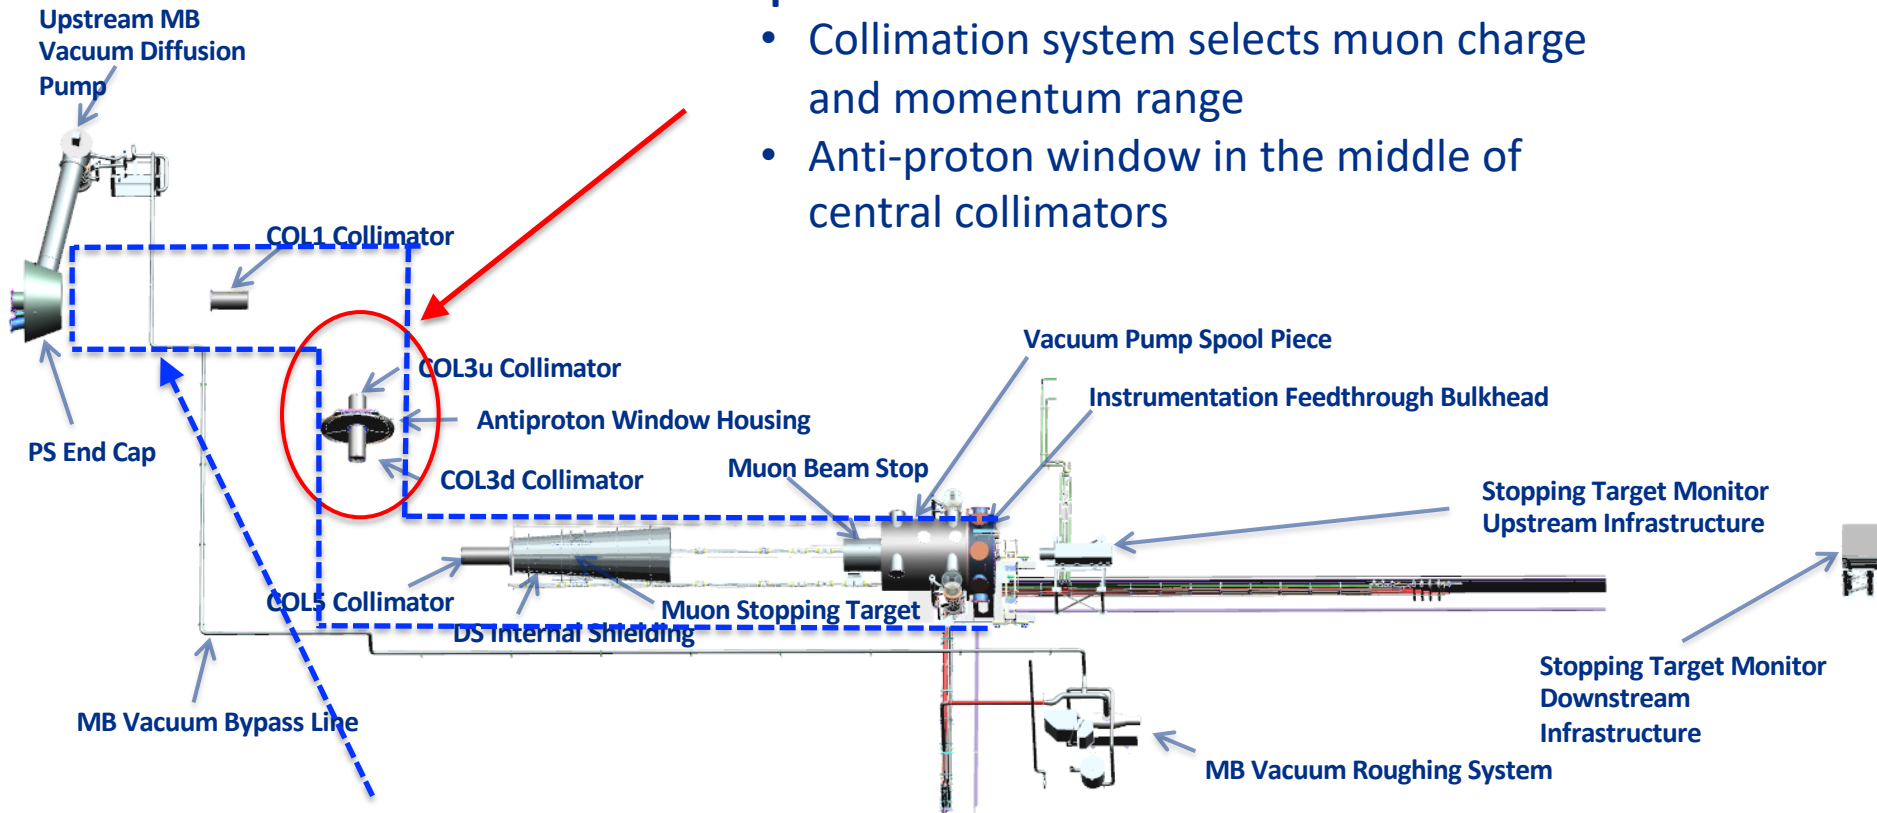 Upstream MB
Vacuum Diffusion
Pump
• Collimation system selects muon charge
and momentum range
• Anti-proton window in the middle of
central collimators
COL1 Collimator
Vacuum Pump Spool Piece
COL3u Collimator
Instrumentation Feedthrough Bulkhead
Antiproton Window Housing
PS End Cap
Muon Beam Stop
COL3d Collimator
Stopping Target Monitor
Upstream Infrastructure
COL5 Collimator
Muon Stopping Target
DS Internal Shielding
Stopping Target Monitor
Downstream
Infrastructure
MB Vacuum Bypass Line
MB Vacuum Roughing System